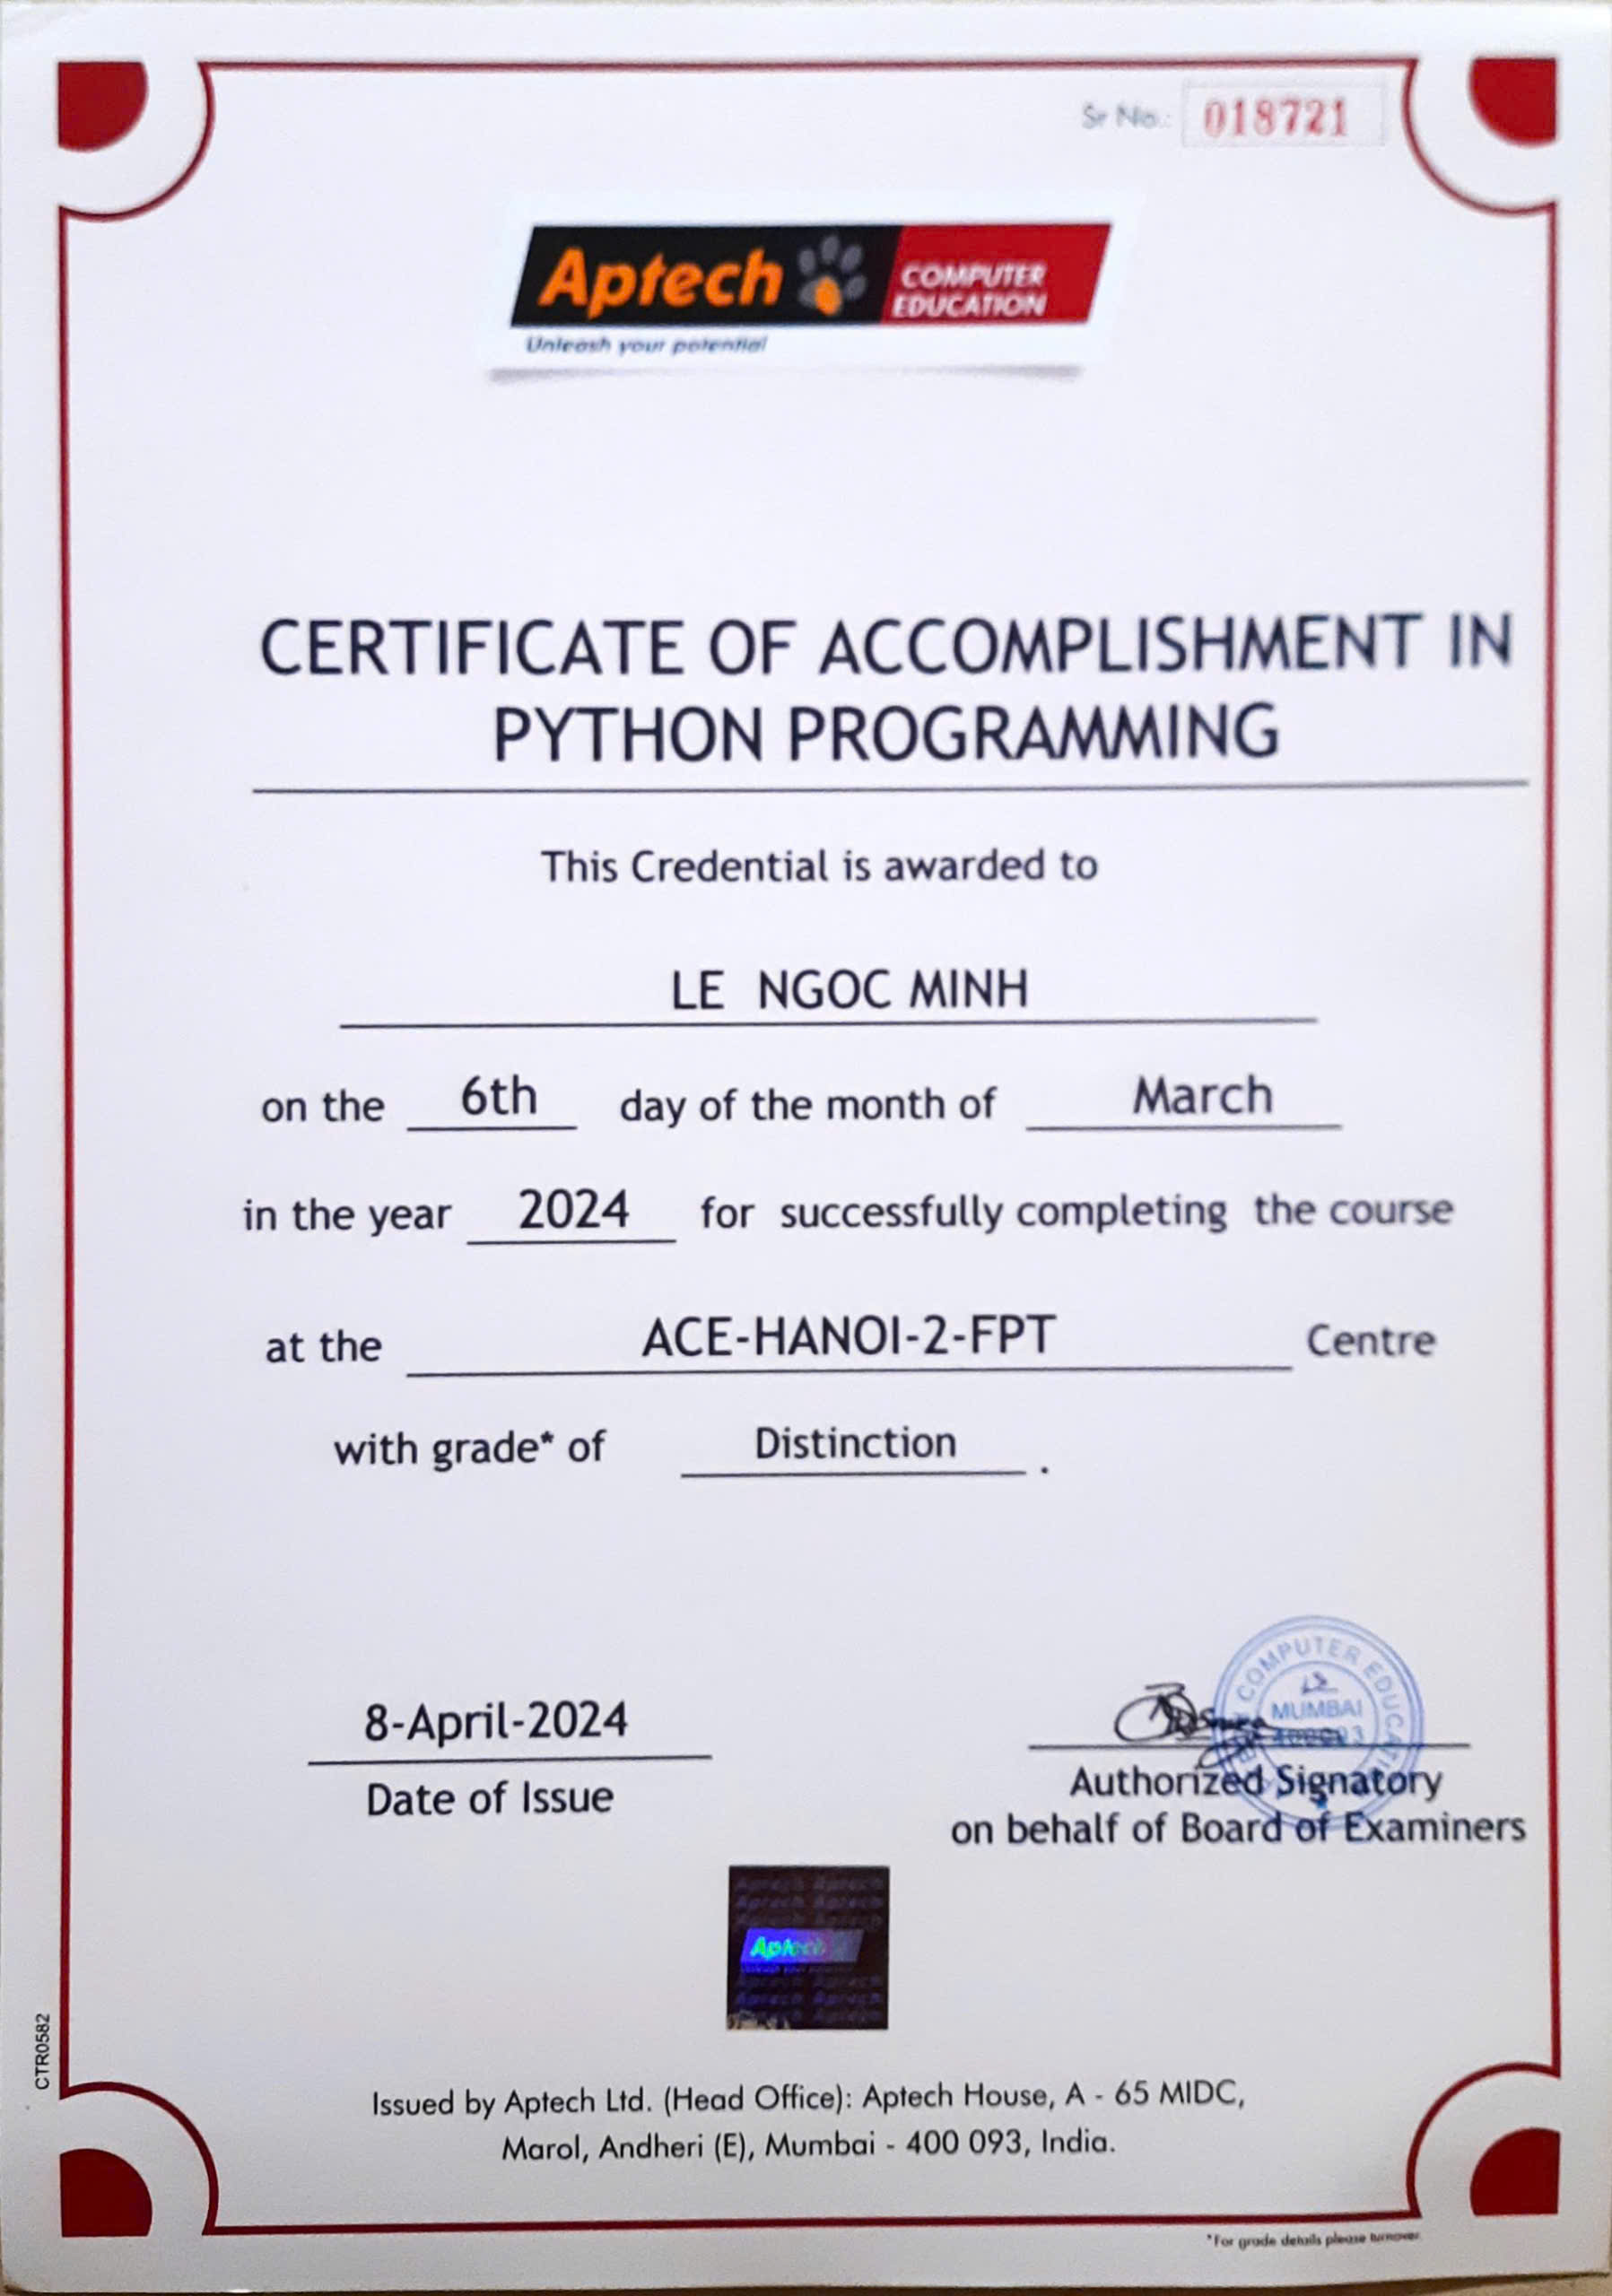 Sr No.: 018721
Aptech COMPUTER EDUCATION
Unleash your potential
CERTIFICATE OF ACCOMPLISHMENT IN
PYTHON PROGRAMMING
This Credential is awarded to
LE NGOC MINH
on the 6th day of the month of March
in the year 2024 for successfully completing the course
at the ACE-HANOI-2-FPT Centre
with grade* of Distinction .
8-April-2024
Date of Issue
COMPUTER EDUCATION
MUMBAI
Authorized Signatory
on behalf of Board of Examiners
Aptech
CTR0582
Issued by Aptech Ltd. (Head Office): Aptech House, A - 65 MIDC,
Marol, Andheri (E), Mumbai - 400 093, India.
*For grade details please turnover.